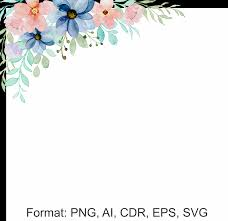 Format: PNG, AI, CDR, EPS, SVG